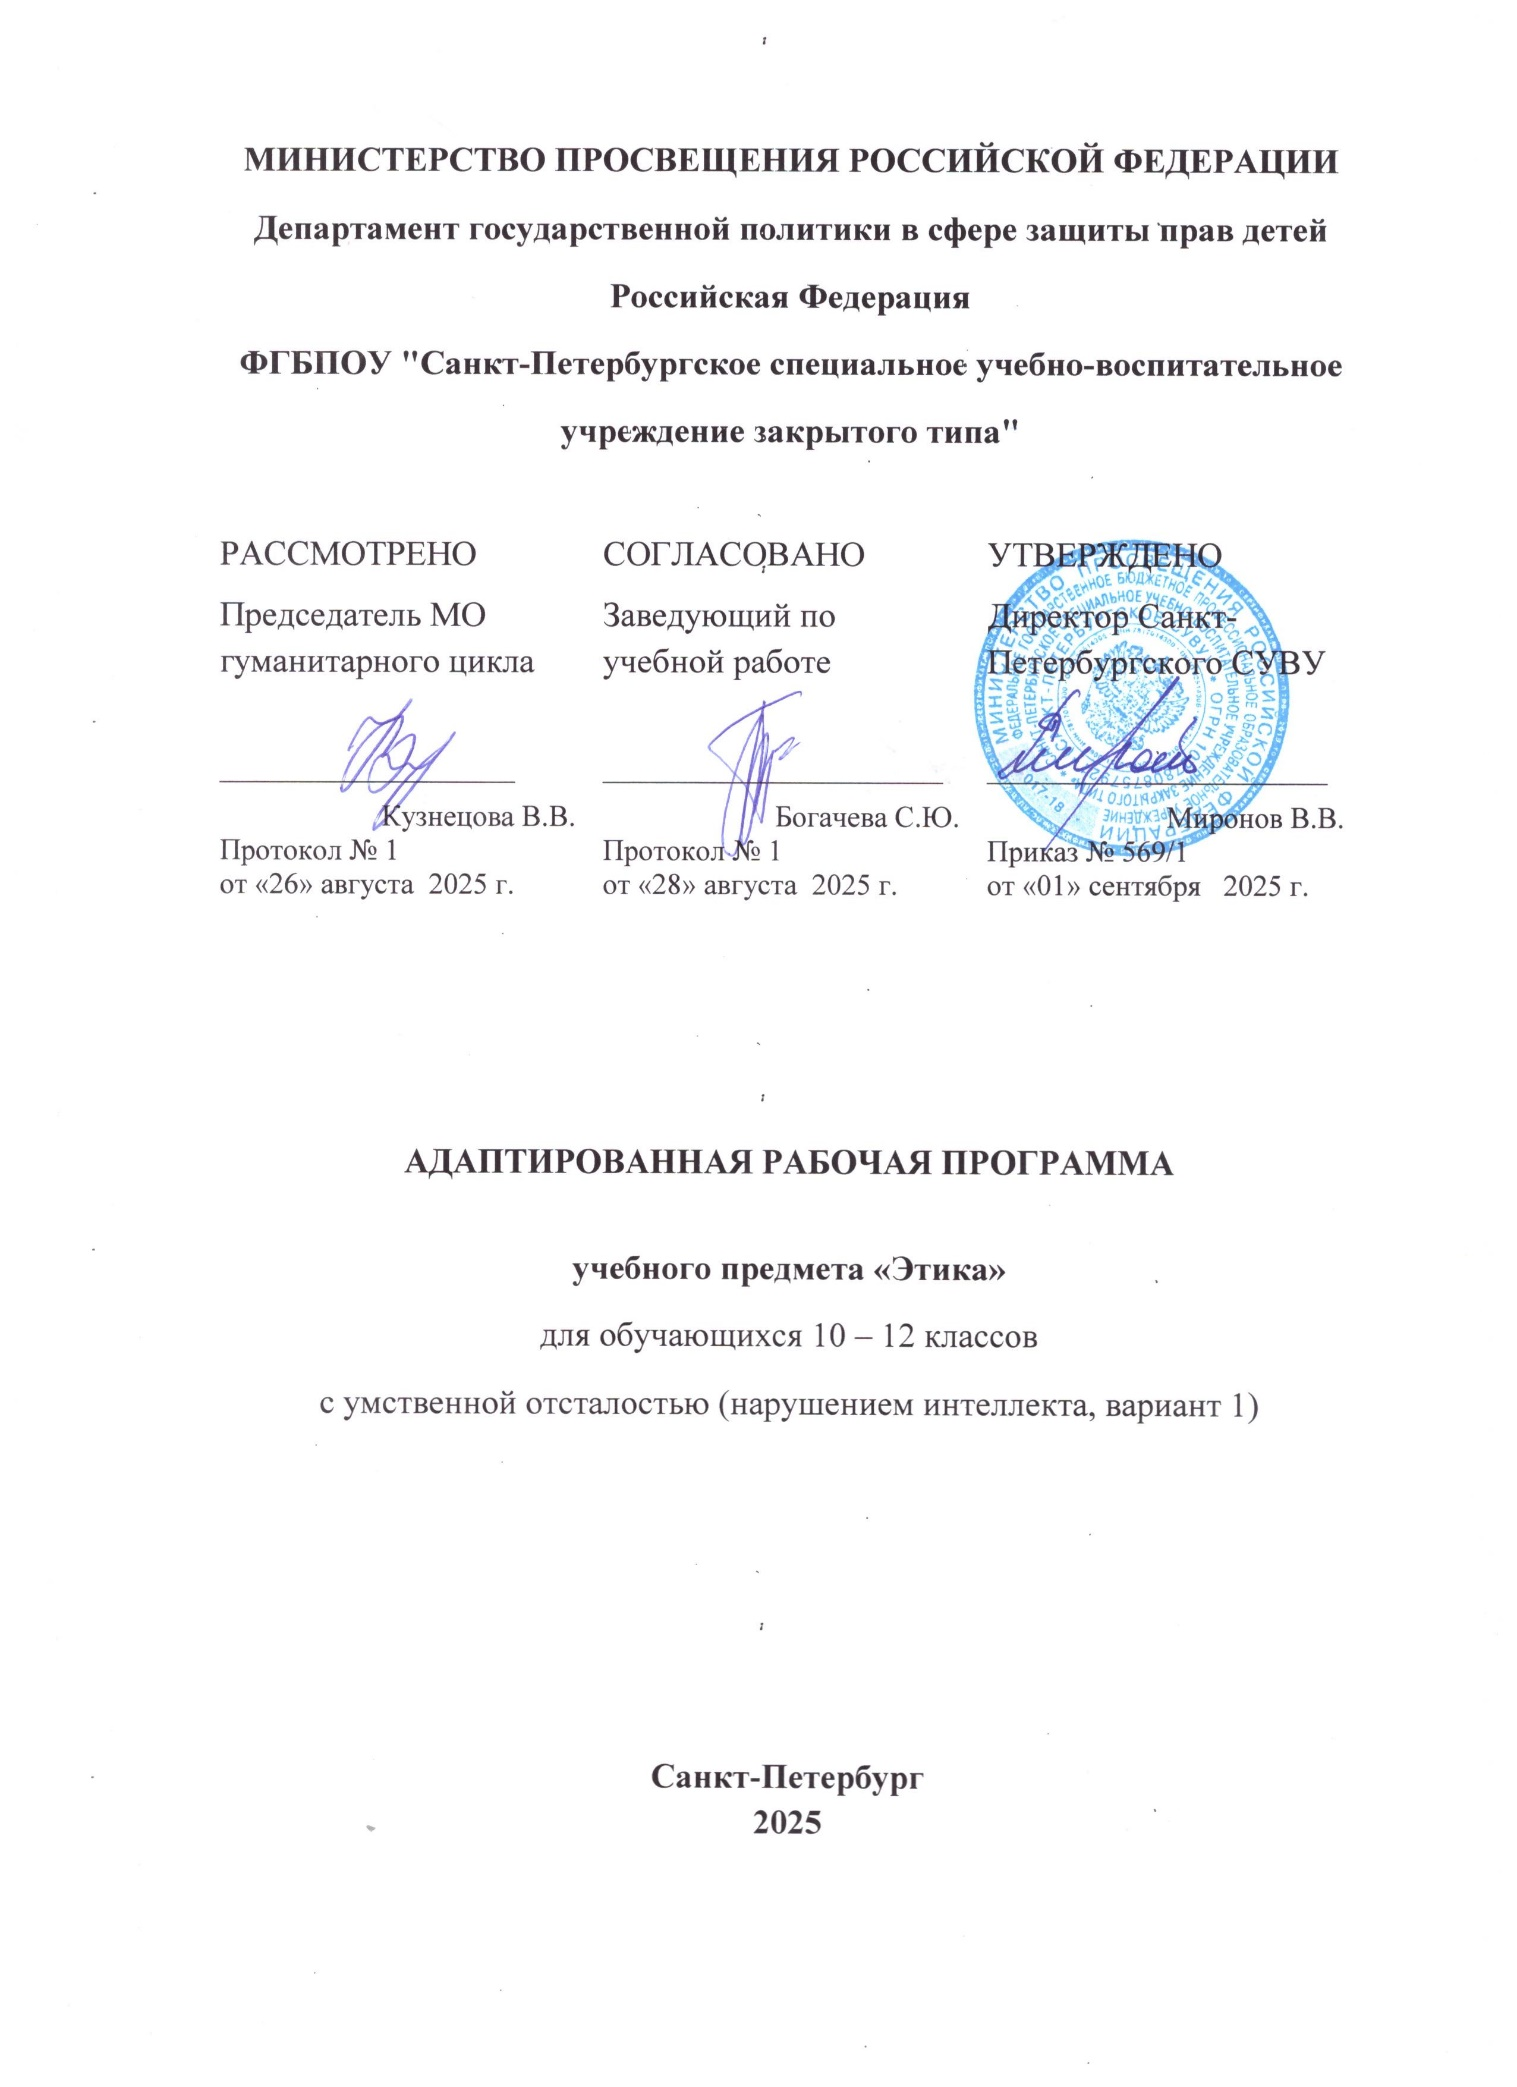 МИНИСТЕРСТВО ПРОСВЕЩЕНИЯ РОССИЙСКОЙ ФЕДЕРАЦИИ
Департамент государственной политики в сфере защиты прав детей
Российская Федерация
ФГБПОУ "Санкт-Петербургское специальное учебно-воспитательное
учреждение закрытого типа"
РАССМОТРЕНО
Председатель МО
гуманитарного цикла
Кузнецова В.В.
Протокол № 1
от «26» августа 2025 г.
СОГЛАСОВАНО
Заведующий по
учебной работе
Богачева С.Ю.
Протокол № 1
от «28» августа 2025 г.
УТВЕРЖДЕНО
Директор Санкт-
Петербургского СУВУ
Миронов В.В.
Приказ № 569/1
от «01» сентября 2025 г.
АДАПТИРОВАННАЯ РАБОЧАЯ ПРОГРАММА
учебного предмета «Этика»
для обучающихся 10 – 12 классов
с умственной отсталостью (нарушением интеллекта, вариант 1)
Санкт-Петербург
2025